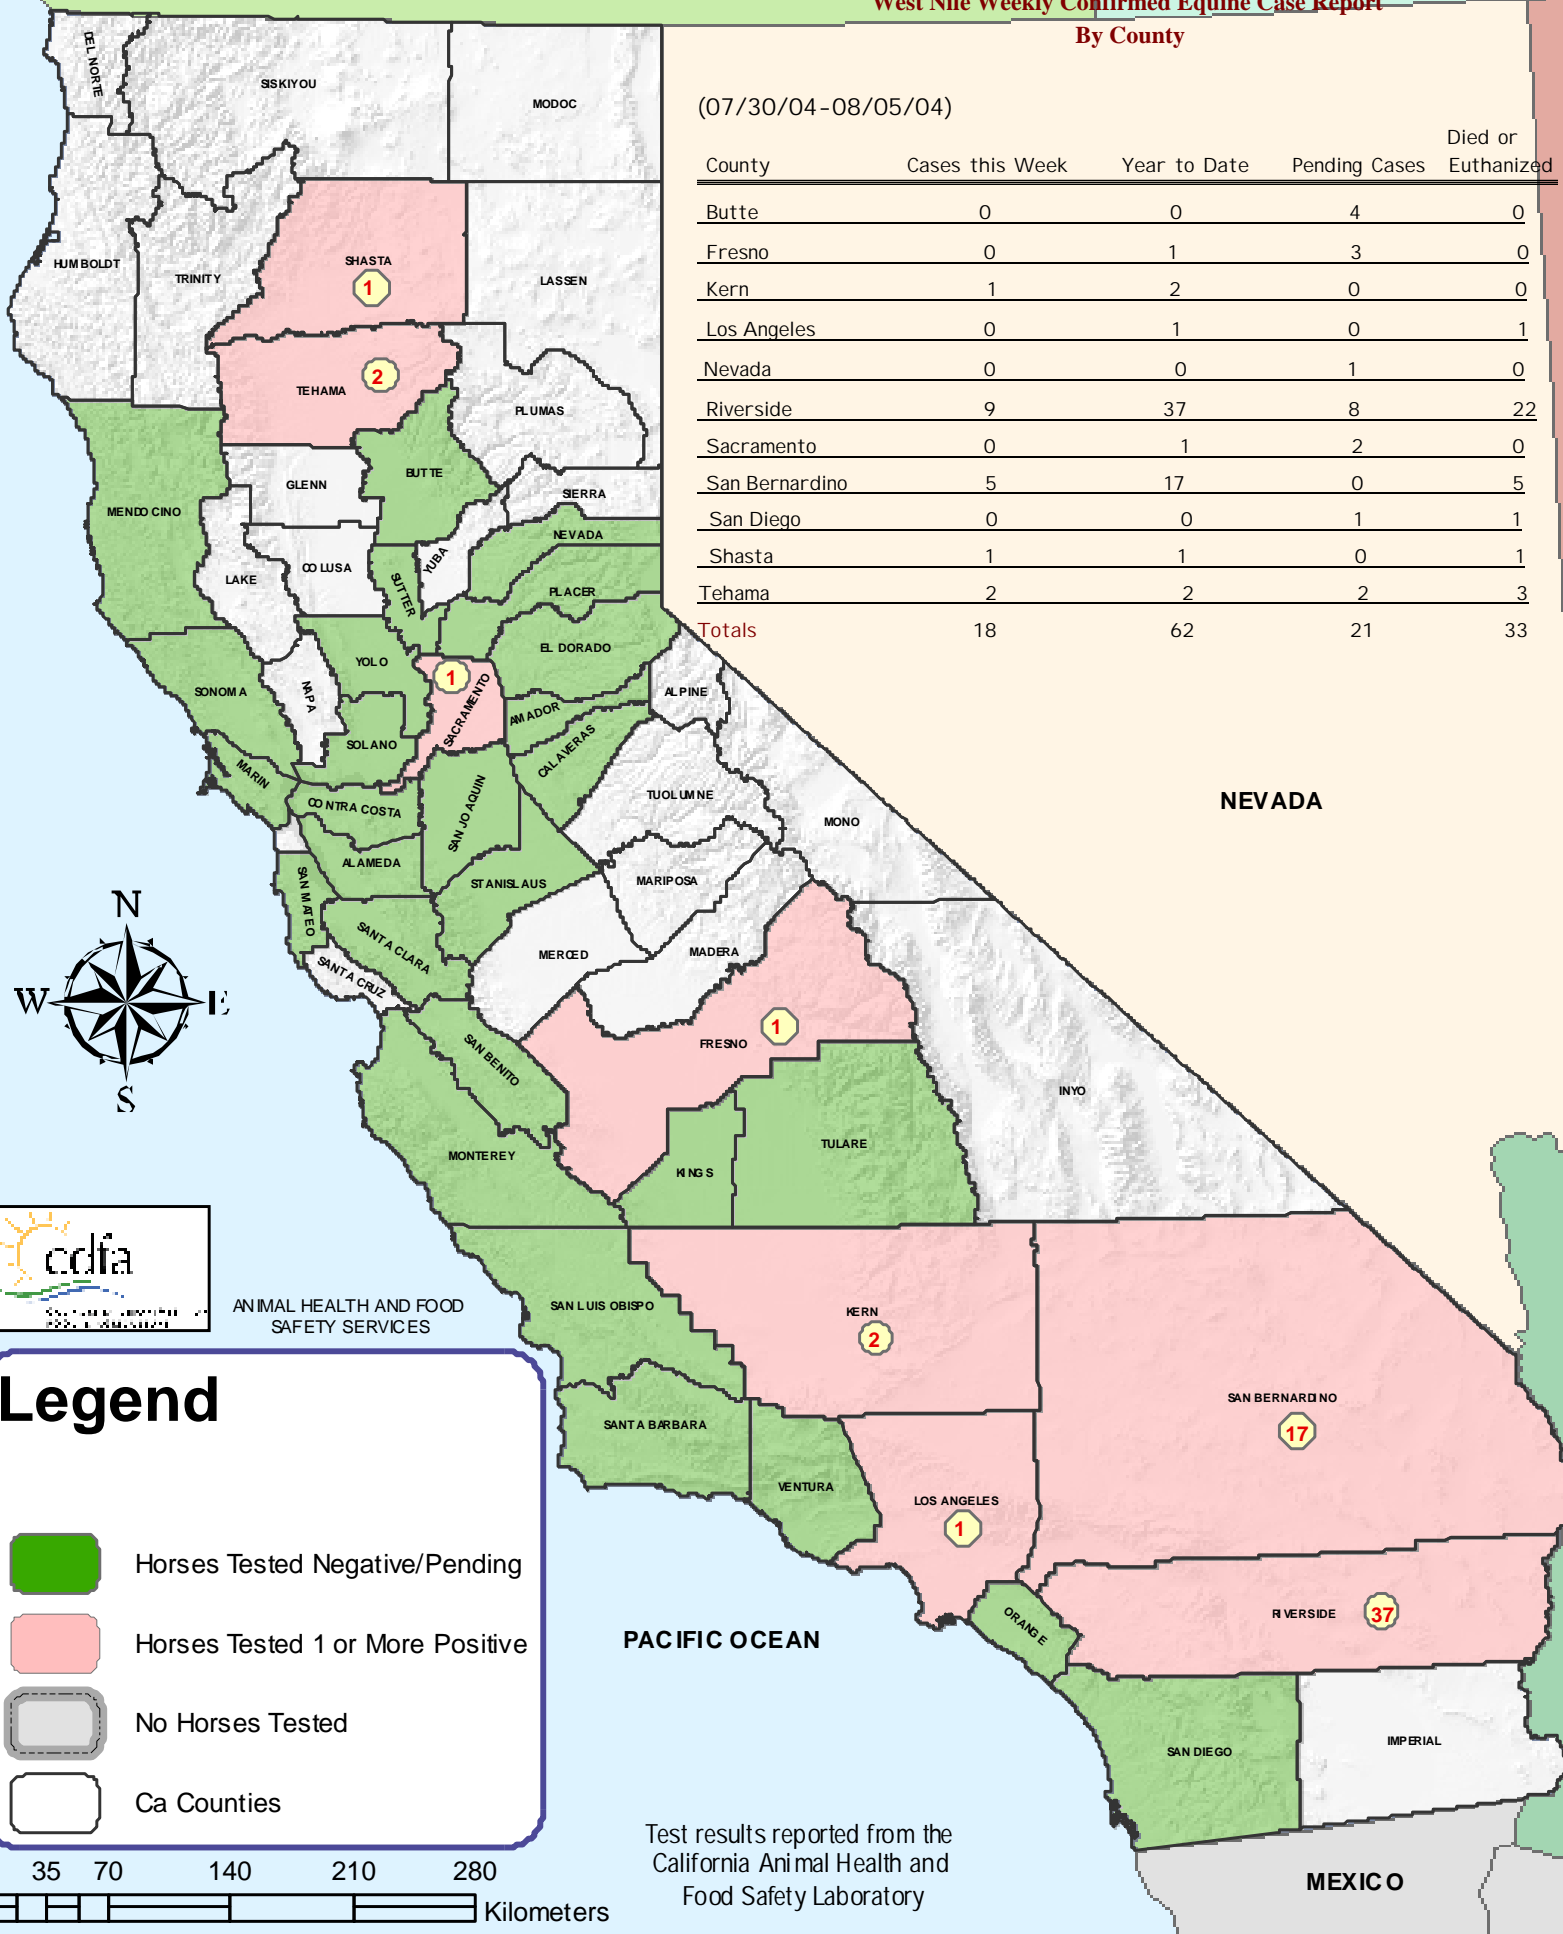 West Nile Weekly Confirmed Equine Case Report
By County
(07/30/04-08/05/04)
Died or
County Cases this Week Year to Date Pending Cases Euthanized
Butte 0 0 4 0
Fresno 0 1 3 0
Kern 1 2 0 0
Los Angeles 0 1 0 1
Nevada 0 0 1 0
Riverside 9 37 8 22
Sacramento 0 1 2 0
San Bernardino 5 17 0 5
San Diego 0 0 1 1
Shasta 1 1 0 1
Tehama 2 2 2 3
Totals 18 62 21 33
DEL NORTE
SISKIYOU
MODOC
HUMBOLDT
TRINITY
SHASTA
1
LASSEN
TEHAMA
2
PLUMAS
MENDOCINO
GLENN
BUTTE
SIERRA
NEVADA
LAKE
COLUSA
SUTTER
YUBA
PLACER
EL DORADO
SONOMA
NAPA
YOLO
1
SACRAMENTO
AMADOR
ALPINE
SOLANO
CALAVERAS
MARIN
CONTRA COSTA
SAN JOAQUIN
TUOLUMNE
MONO
NEVADA
ALAMEDA
STANISLAUS
MARIPOSA
SAN MATEO
SANTA CLARA
SANTA CRUZ
MERCED
MADERA
N
W
E
S
SAN BENITO
FRESNO
1
INYO
MONTEREY
KINGS
TULARE
cdfa
ANIMAL HEALTH AND FOOD
SAFETY SERVICES
SAN LUIS OBISPO
KERN
2
SAN BERNARDINO
17
SANTA BARBARA
VENTURA
LOS ANGELES
1
RIVERSIDE
37
ORANGE
SAN DIEGO
IMPERIAL
PACIFIC OCEAN
MEXICO
Legend
Horses Tested Negative/Pending
Horses Tested 1 or More Positive
No Horses Tested
Ca Counties
35 70 140 210 280
Kilometers
Test results reported from the
California Animal Health and
Food Safety Laboratory